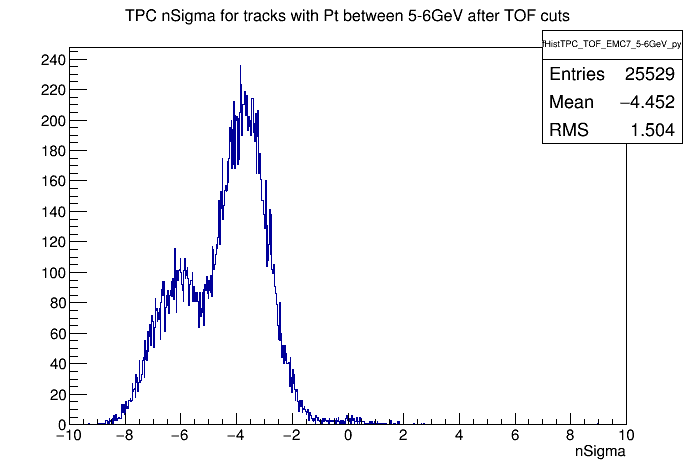 TPC nSigma for tracks with Pt between 5-6GeV after TOF cuts
fHistTPC_TOF_EMC7_5-6GeV_py
Entries 25529
Mean −4.452
RMS 1.504
240
220
200
180
160
140
120
100
80
60
40
20
0
−10 −8 −6 −4 −2 0 2 4 6 8 10
nSigma